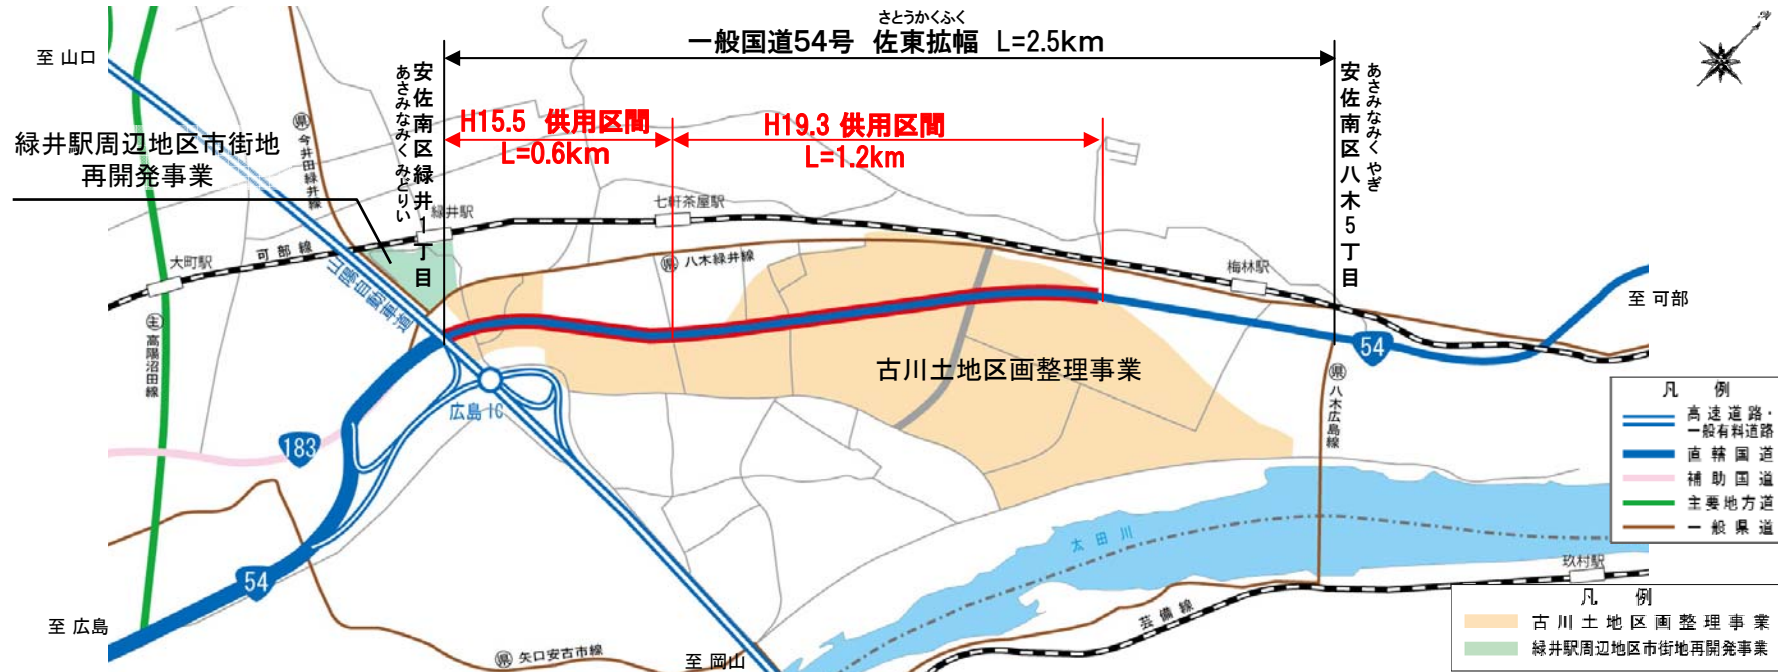 さとうかくふく
一般国道54号 佐東拡幅 L=2.5km
至 山口
安佐南区緑井1丁目
あさみなみく みどりい
安佐南区八木5丁目
あさみなみく やぎ
H15.5 供用区間
L=0.6km
H19.3 供用区間
L=1.2km
緑井駅周辺地区市街地
再開発事業
県 今井田緑井線
緑井駅
七軒茶屋駅
大町駅
可部線
山陽自動車道
県 八木緑井線
梅林駅
至 可部
主 高陽沼田線
54
古川土地区画整理事業
広島IC
県 八木広島線
183
凡 例
高速道路・
一般有料道路
直轄国道
補助国道
主要地方道
一般県道
太田川
玖村駅
54
芸備線
凡 例
古川土地区画整理事業
緑井駅周辺地区市街地再開発事業
至 広島
県 矢口安古市線
至 岡山